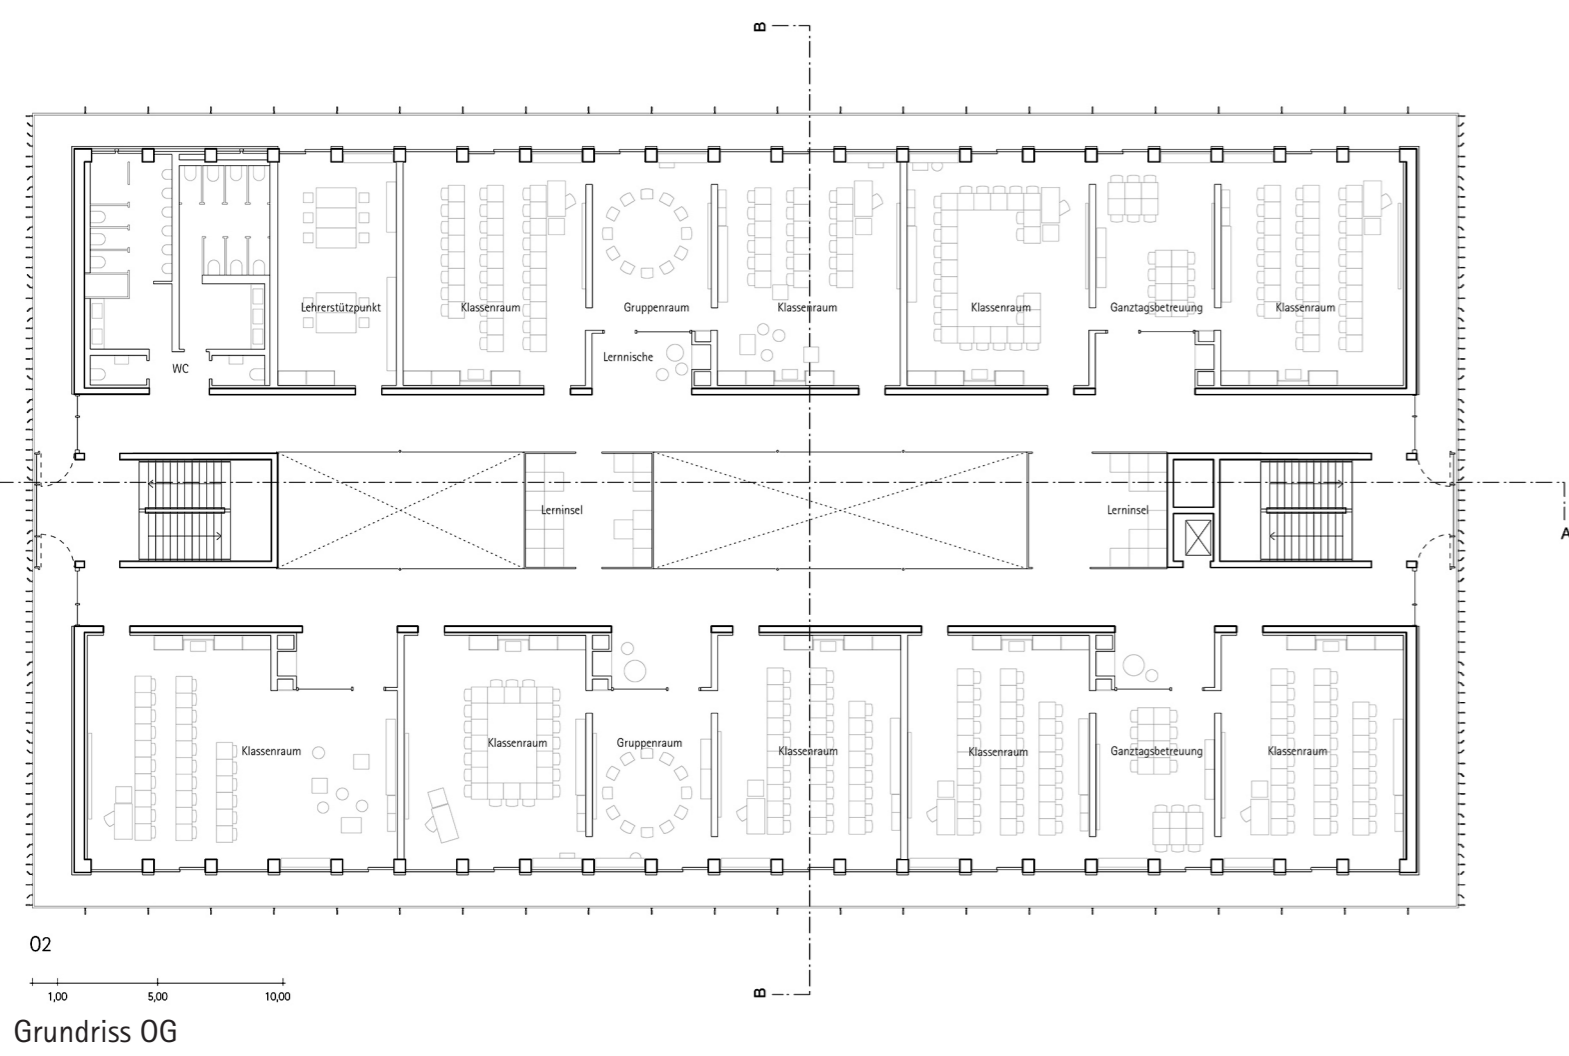 B
Lehrerstützpunkt
Klassenraum
Gruppenraum
Klassenraum
Klassenraum
Ganztagsbetreuung
Klassenraum
Lernnische
WC
Lerninsel
Lerninsel
A
Klassenraum
Klassenraum
Gruppenraum
Klassenraum
Klassenraum
Ganztagsbetreuung
Klassenraum
O2
1,00 5,00 10,00
B
Grundriss OG